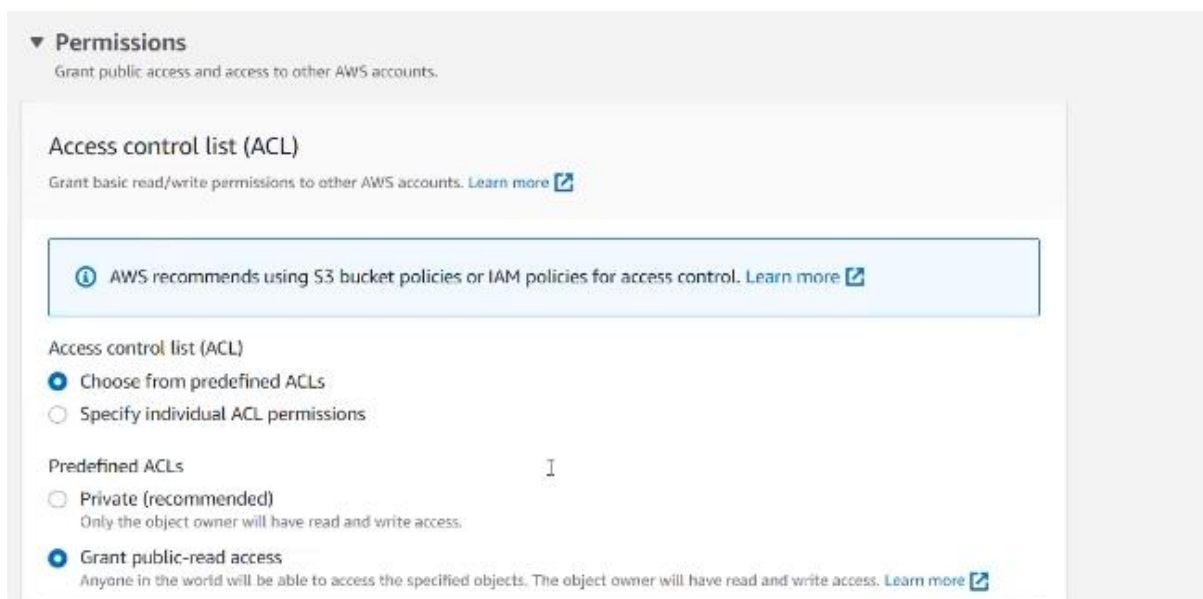 Permissions
Grant public access and access to other AWS accounts.
Access control list (ACL)
Grant basic read/write permissions to other AWS accounts. Learn more
AWS recommends using S3 bucket policies or IAM policies for access control. Learn more
Access control list (ACL)
Choose from predefined ACLs
Specify individual ACL permissions
Predefined ACLs
Private (recommended)
Only the object owner will have read and write access.
Grant public-read access
Anyone in the world will be able to access the specified objects. The object owner will have read and write access. Learn more